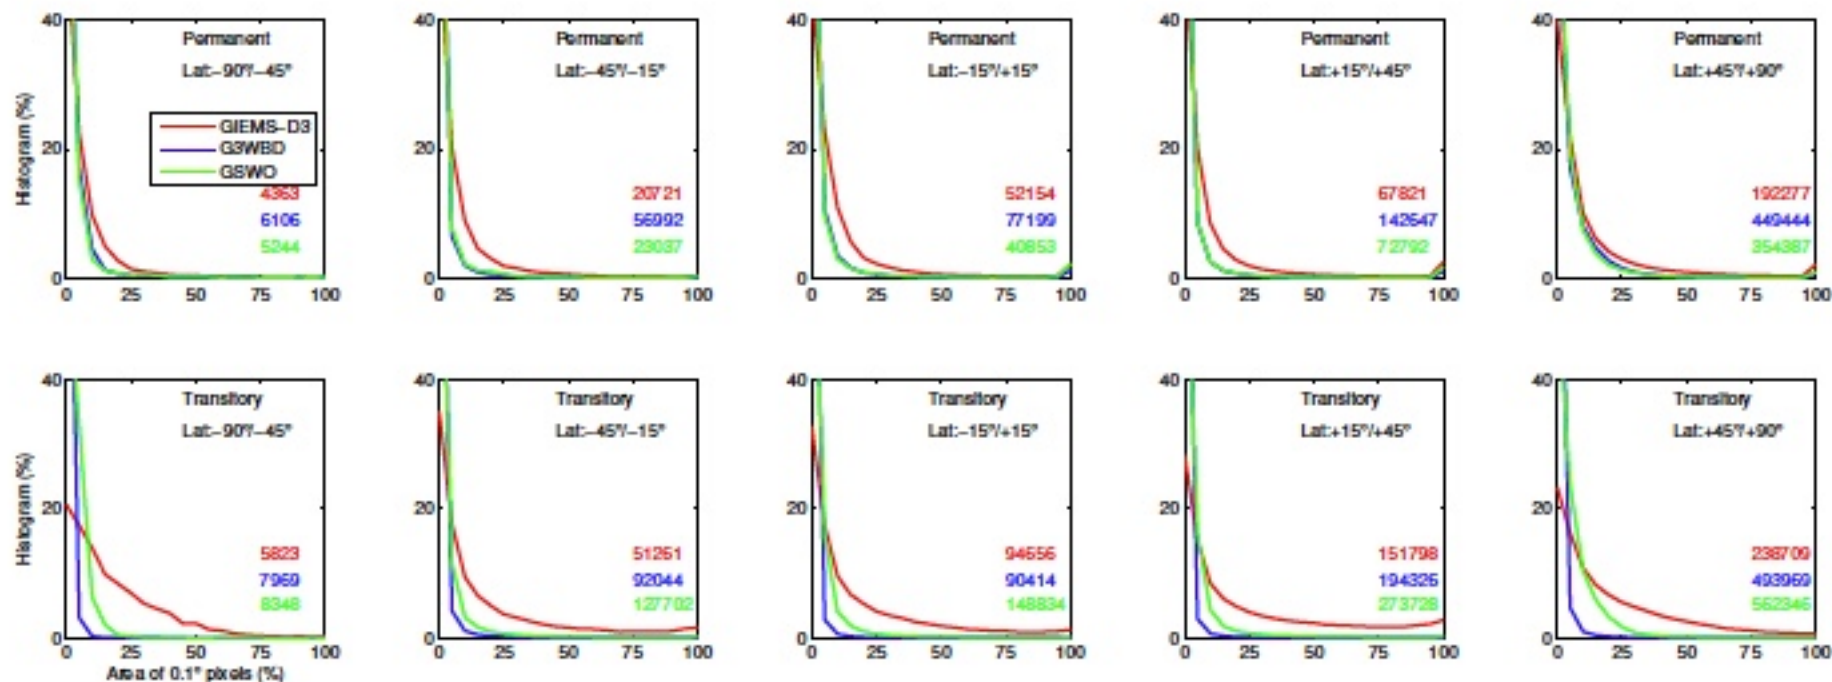 40 Permanent
Lat:−90°/−45°
Histogram (%)
GIEMS−D3
20 G3WBD
GSWO
4363
6106
5244
0
0 25 50 75 100
40 Permanent
Lat:−45°/−15°
20
20721
56992
23037
0
0 25 50 75 100
40 Permanent
Lat:−15°/+15°
20
52154
77199
40853
0
0 25 50 75 100
40 Permanent
Lat:+15°/+45°
20
67821
142647
72792
0
0 25 50 75 100
40 Permanent
Lat:+45°/+90°
20
192277
449444
354387
0
0 25 50 75 100
40 Transitory
Lat:−90°/−45°
Histogram (%)
20
5823
7969
8348
0
0 25 50 75 100
Area of 0.1° pixels (%)
40 Transitory
Lat:−45°/−15°
20
51261
92044
127702
0
0 25 50 75 100
40 Transitory
Lat:−15°/+15°
20
94656
90414
148834
0
0 25 50 75 100
40 Transitory
Lat:+15°/+45°
20
151798
194326
273728
0
0 25 50 75 100
40 Transitory
Lat:+45°/+90°
20
238709
493969
562346
0
0 25 50 75 100